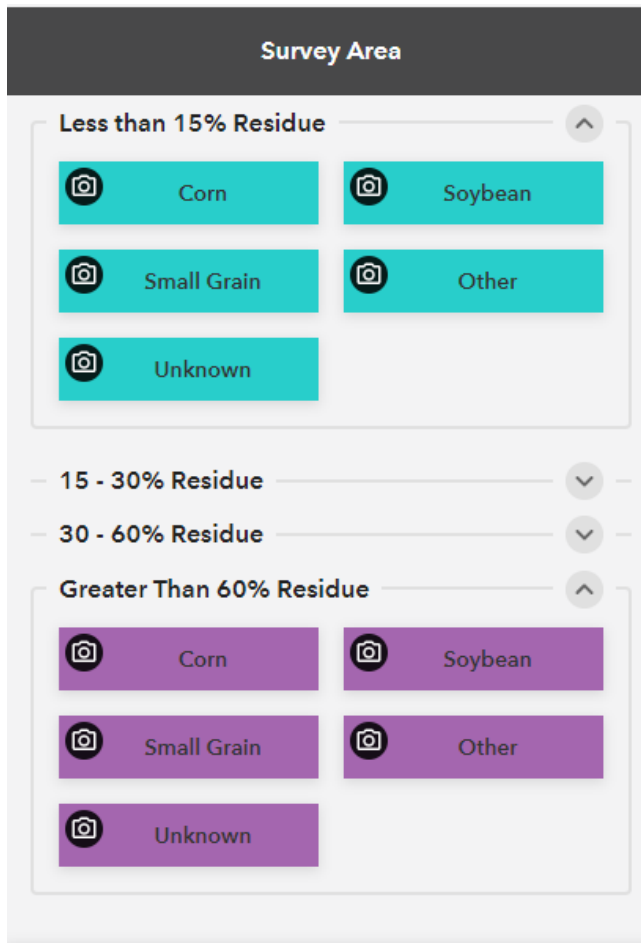 Survey Area
Less than 15% Residue
Corn
Soybean
Small Grain
Other
Unknown
15 - 30% Residue
30 - 60% Residue
Greater Than 60% Residue
Corn
Soybean
Small Grain
Other
Unknown